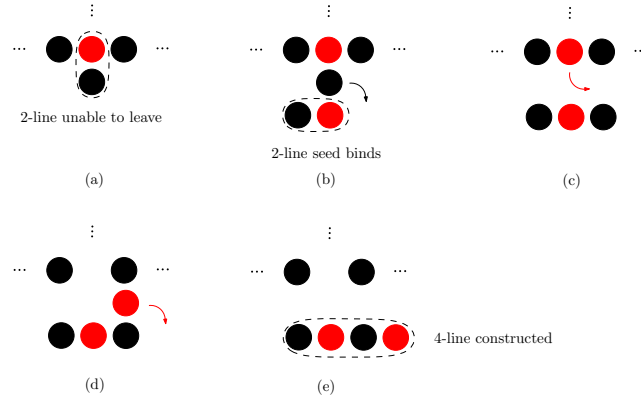 2-line unable to leave
2-line seed binds
(a)
(b)
(c)
4-line constructed
(d)
(e)